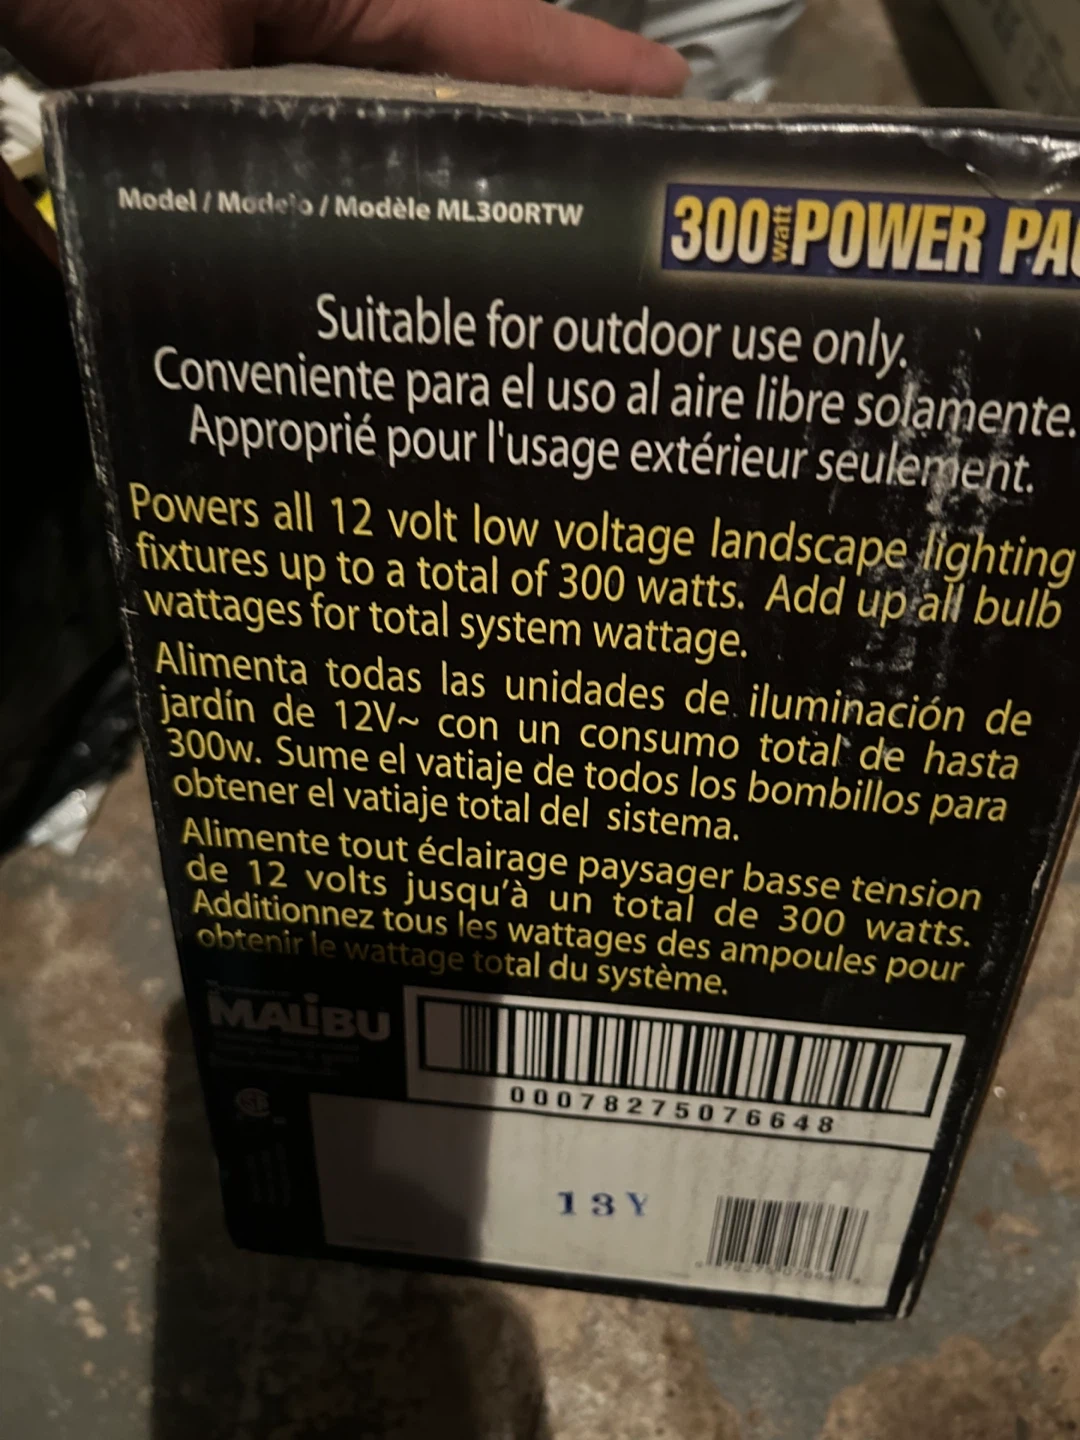 Model / Modelo / Modèle ML300RTW
300 watt POWER
Suitable for outdoor use only.
Conveniente para el uso al aire libre solamente.
Approprié pour l'usage extérieur seulement.
Powers all 12 volt low voltage landscape lighting
fixtures up to a total of 300 watts. Add up all bulb
wattages for total system wattage.
Alimenta todas las unidades de iluminación de
jardín de 12V~ con un consumo total de hasta
300w. Sume el vatiaje de todos los bombillos para
obtener el vatiaje total del sistema.
Alimente tout éclairage paysager basse tension
de 12 volts jusqu'à un total de 300 watts.
Additionnez tous les wattages des ampoules pour
obtenir le wattage total du système.
MALiBU
00078275076648
13Y